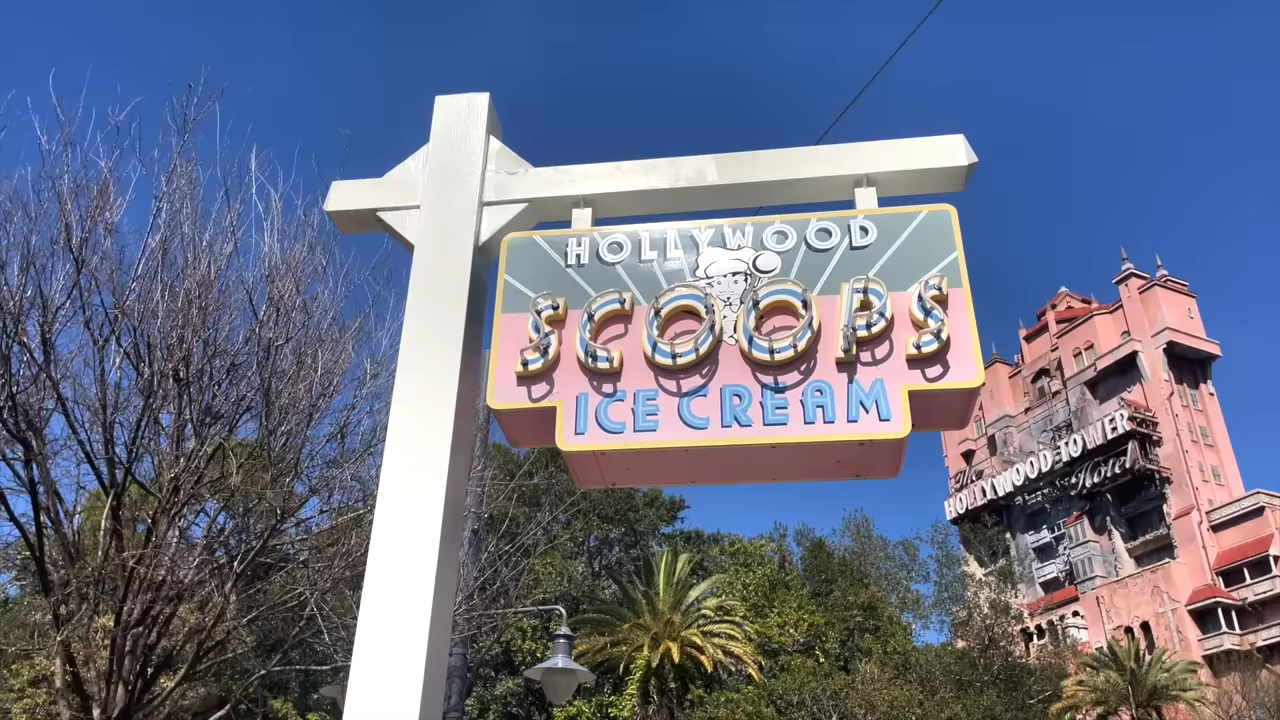 HOLLYWOOD
SCOOPS
ICE CREAM
The
HOLLYWOOD TOWER
Hotel